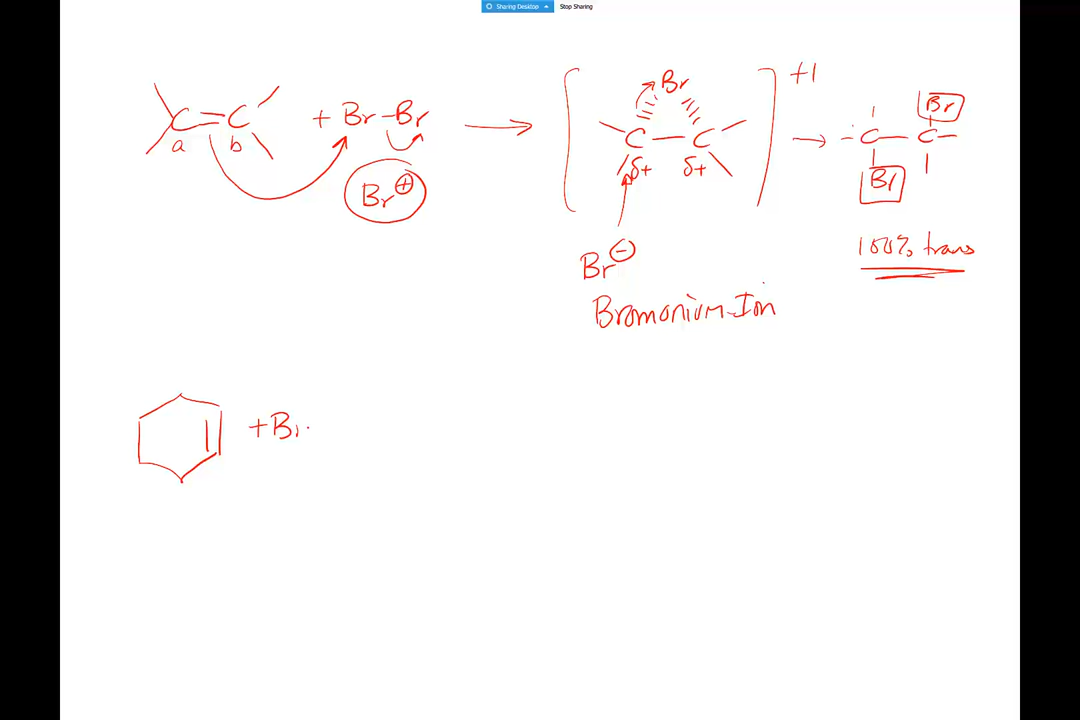 Sharing Desktop Stop Sharing
C = C + Br - Br
a b
Br +
Br +1
C - C
δ+ δ+
Br -
Bromonium-Ion
Br
- C - C -
Br
100% trans
+ Br